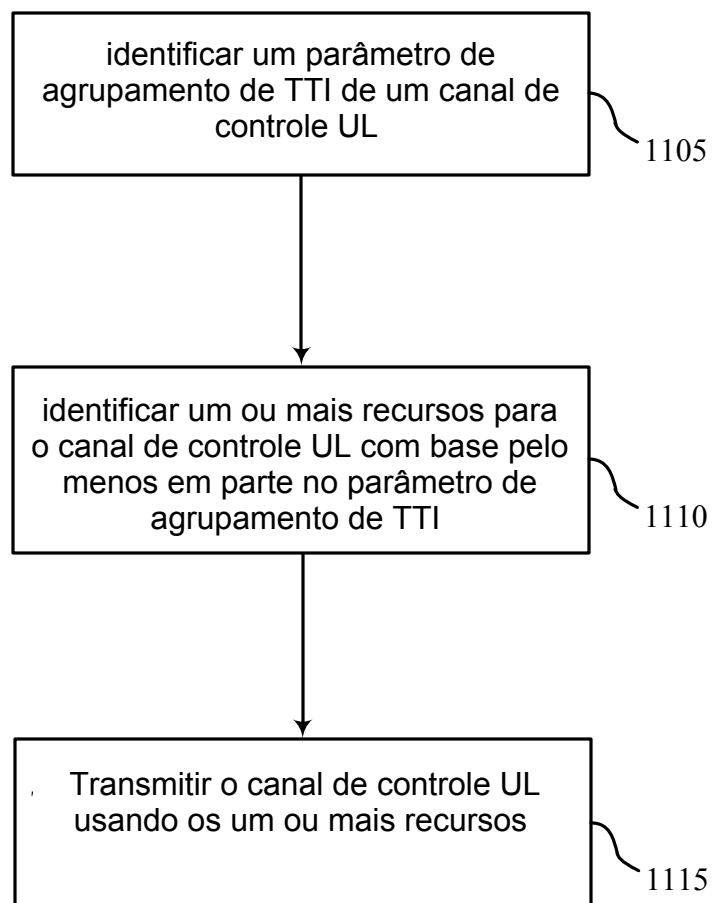 identificar um parâmetro de
agrupamento de TTI de um canal de
controle UL
1105
identificar um ou mais recursos para
o canal de controle UL com base pelo
menos em parte no parâmetro de
agrupamento de TTI
1110
, Transmitir o canal de controle UL
usando os um ou mais recursos
1115